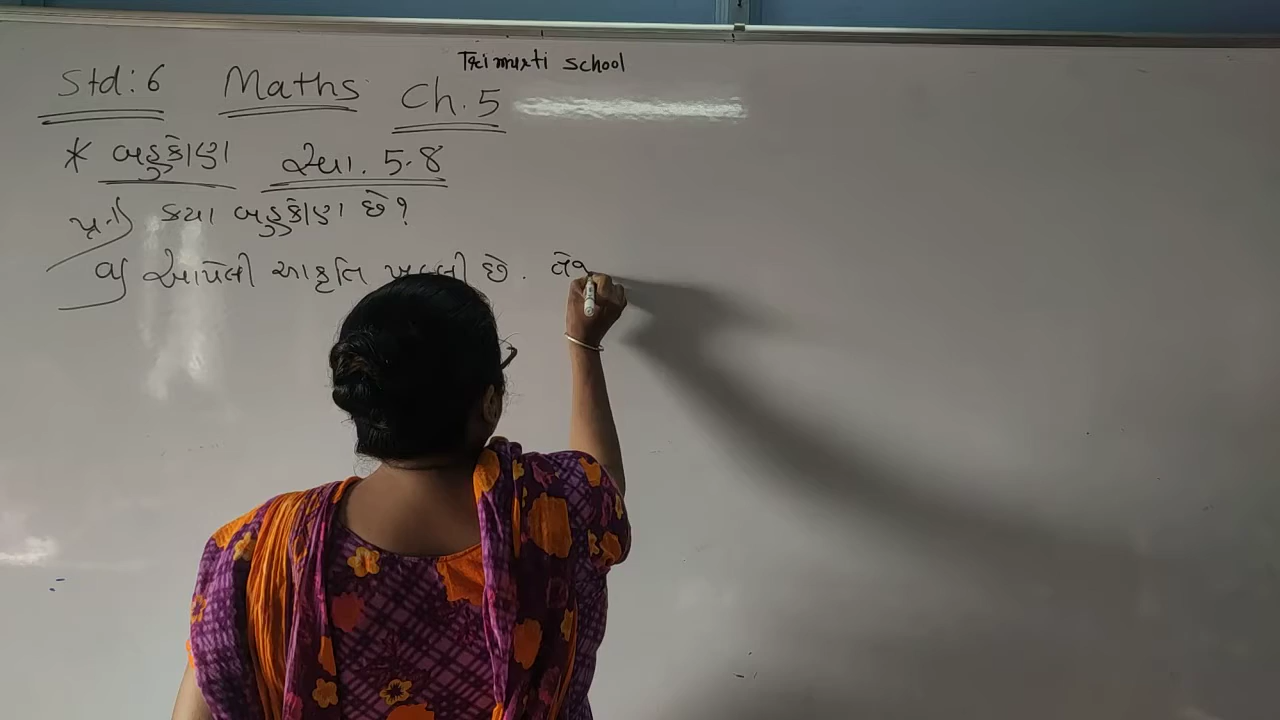 Trimurti school
Std: 6 Maths Ch. 5
* બહુકોણ સ્વા. 5.8
પ્ર.1) કયા બહુકોણ છે?
a) આપેલી આકૃતિ છે.